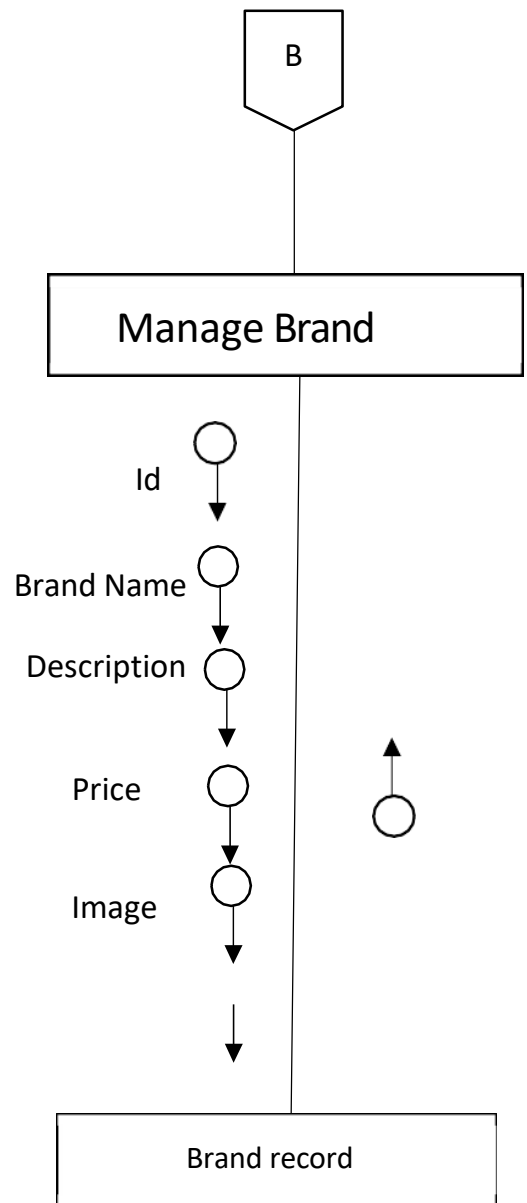 B
Manage Brand
Id
Brand Name
Description
Price
Image
Brand record